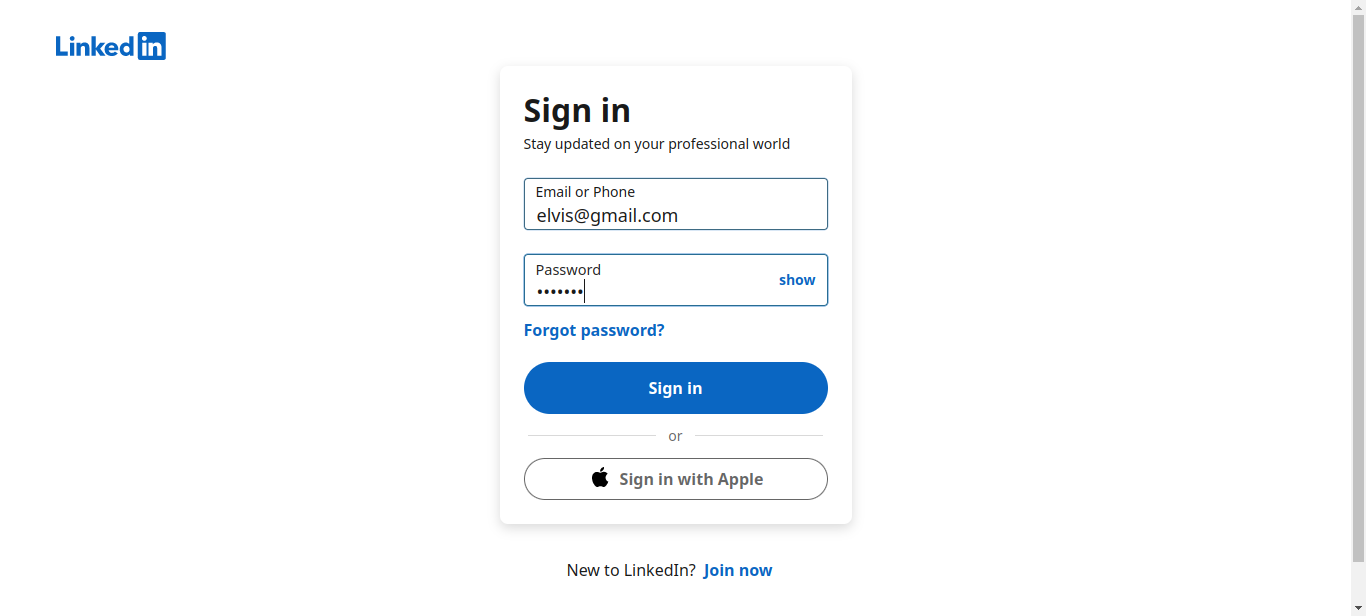 Linkedin
Sign in
Stay updated on your professional world
Email or Phone
elvis@gmail.com
Password
•••••••
show
Forgot password?
Sign in
or
Sign in with Apple
New to LinkedIn? Join now